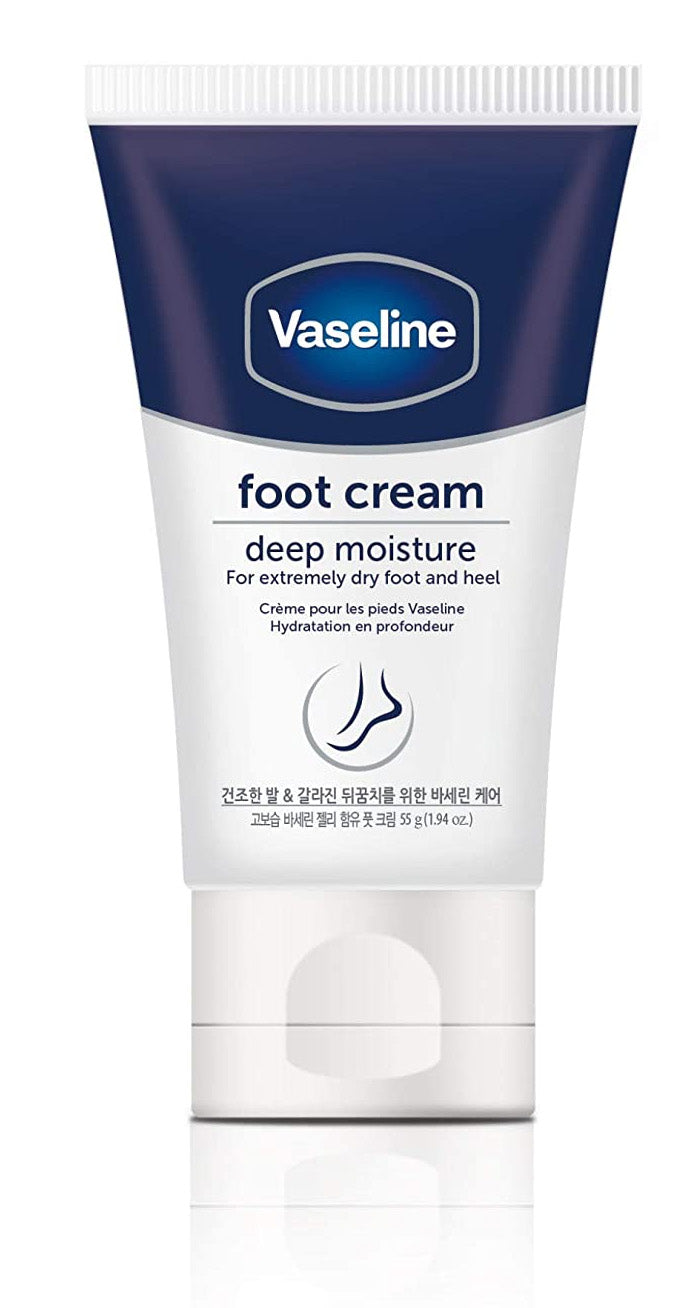 Vaseline
foot cream
deep moisture
For extremely dry foot and heel
Crème pour les pieds Vaseline
Hydratation en profondeur
건조한 발 & 갈라진 뒤꿈치를 위한 바세린 케어
고보습 바세린 젤리 함유 풋 크림 55 g (1.94 oz.)